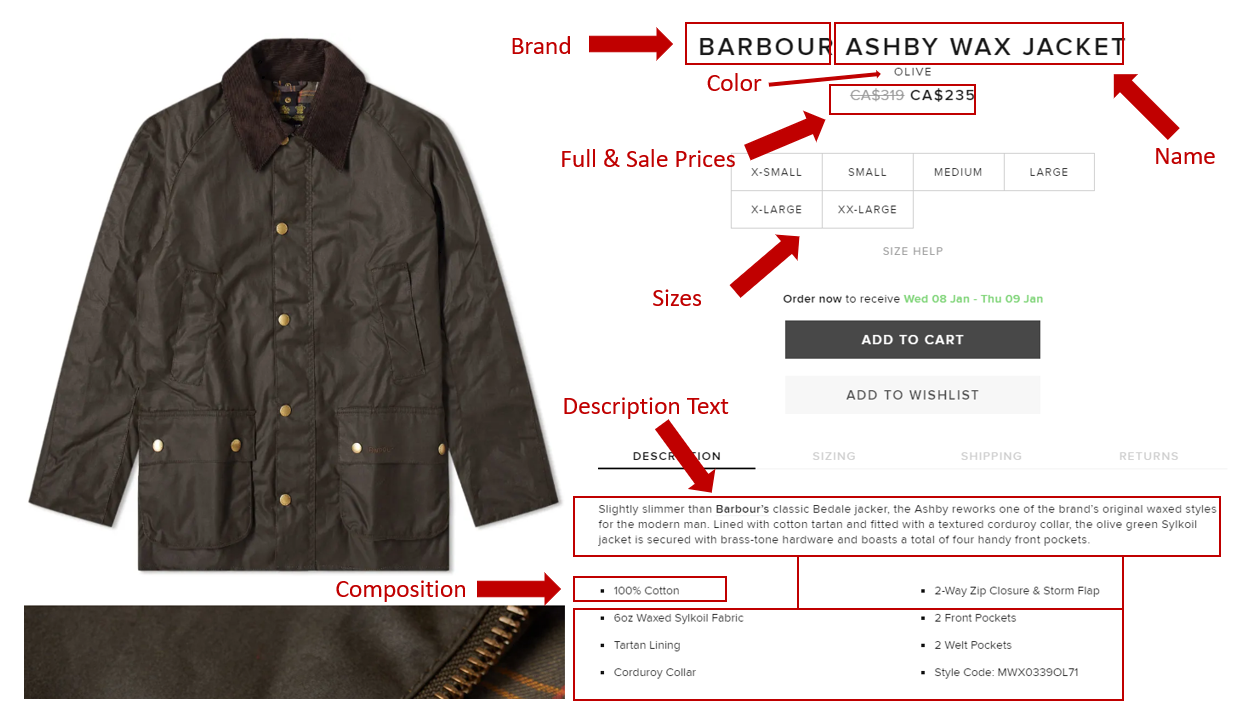 Brand
BARBOUR ASHBY WAX JACKET
Color
OLIVE
CA$319 CA$235
Full & Sale Prices
Name
X-SMALL SMALL MEDIUM LARGE
X-LARGE XX-LARGE
SIZE HELP
Sizes
Order now to receive Wed 08 Jan - Thu 09 Jan
ADD TO CART
ADD TO WISHLIST
Description Text
DESCRIPTION SIZING SHIPPING RETURNS
Slightly slimmer than Barbour's classic Bedale jacker, the Ashby reworks one of the brand's original waxed styles
for the modern man. Lined with cotton tartan and fitted with a textured corduroy collar, the olive green Sylkoil
jacket is secured with brass-tone hardware and boasts a total of four handy front pockets.
Composition
▪ 100% Cotton
▪ 6oz Waxed Sylkoil Fabric
▪ Tartan Lining
▪ Corduroy Collar
▪ 2-Way Zip Closure & Storm Flap
▪ 2 Front Pockets
▪ 2 Welt Pockets
▪ Style Code: MWX0339OL71